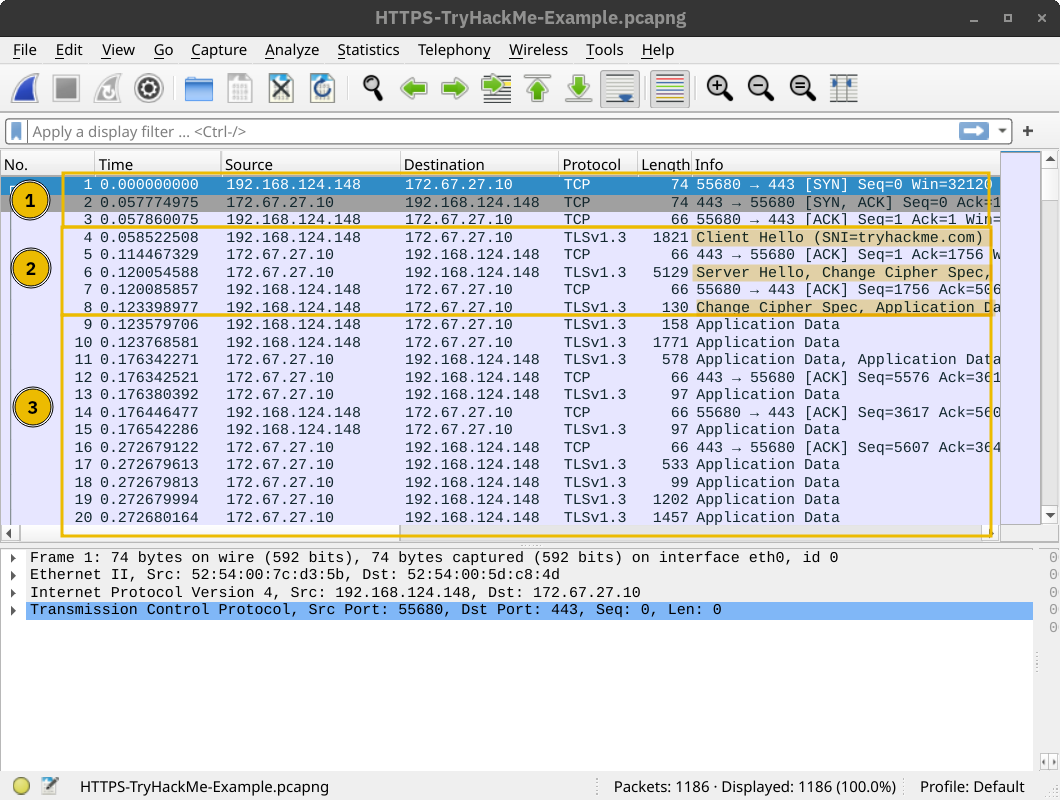 HTTPS-TryHackMe-Example.pcapng
File Edit View Go Capture Analyze Statistics Telephony Wireless Tools Help
Apply a display filter ... <Ctrl-/>
No. Time Source Destination Protocol Length Info
1
2
3
1 0.000000000 192.168.124.148 172.67.27.10 TCP 74 55680 → 443 [SYN] Seq=0 Win=32120
2 0.057774975 172.67.27.10 192.168.124.148 TCP 74 443 → 55680 [SYN, ACK] Seq=0 Ack=1
3 0.057860075 192.168.124.148 172.67.27.10 TCP 66 55680 → 443 [ACK] Seq=1 Ack=1 Win=
4 0.058522508 192.168.124.148 172.67.27.10 TLSv1.3 1821 Client Hello (SNI=tryhackme.com)
5 0.114467329 172.67.27.10 192.168.124.148 TCP 66 443 → 55680 [ACK] Seq=1 Ack=1756 W
6 0.120054588 172.67.27.10 192.168.124.148 TLSv1.3 5129 Server Hello, Change Cipher Spec,
7 0.120085857 192.168.124.148 172.67.27.10 TCP 66 55680 → 443 [ACK] Seq=1756 Ack=506
8 0.123398977 192.168.124.148 172.67.27.10 TLSv1.3 130 Change Cipher Spec, Application Da
9 0.123579706 192.168.124.148 172.67.27.10 TLSv1.3 158 Application Data
10 0.123768581 192.168.124.148 172.67.27.10 TLSv1.3 1771 Application Data
11 0.176342271 172.67.27.10 192.168.124.148 TLSv1.3 578 Application Data, Application Data
12 0.176342521 172.67.27.10 192.168.124.148 TCP 66 443 → 55680 [ACK] Seq=5576 Ack=361
13 0.176380392 172.67.27.10 192.168.124.148 TLSv1.3 97 Application Data
14 0.176446477 192.168.124.148 172.67.27.10 TCP 66 55680 → 443 [ACK] Seq=3617 Ack=560
15 0.176542286 192.168.124.148 172.67.27.10 TLSv1.3 97 Application Data
16 0.272679122 172.67.27.10 192.168.124.148 TCP 66 443 → 55680 [ACK] Seq=5607 Ack=364
17 0.272679613 172.67.27.10 192.168.124.148 TLSv1.3 533 Application Data
18 0.272679813 172.67.27.10 192.168.124.148 TLSv1.3 99 Application Data
19 0.272679994 172.67.27.10 192.168.124.148 TLSv1.3 1202 Application Data
20 0.272680164 172.67.27.10 192.168.124.148 TLSv1.3 1457 Application Data
Frame 1: 74 bytes on wire (592 bits), 74 bytes captured (592 bits) on interface eth0, id 0
Ethernet II, Src: 52:54:00:7c:d3:5b, Dst: 52:54:00:5d:c8:4d
Internet Protocol Version 4, Src: 192.168.124.148, Dst: 172.67.27.10
Transmission Control Protocol, Src Port: 55680, Dst Port: 443, Seq: 0, Len: 0
0
0
0
0
0
HTTPS-TryHackMe-Example.pcapng Packets: 1186 · Displayed: 1186 (100.0%) Profile: Default